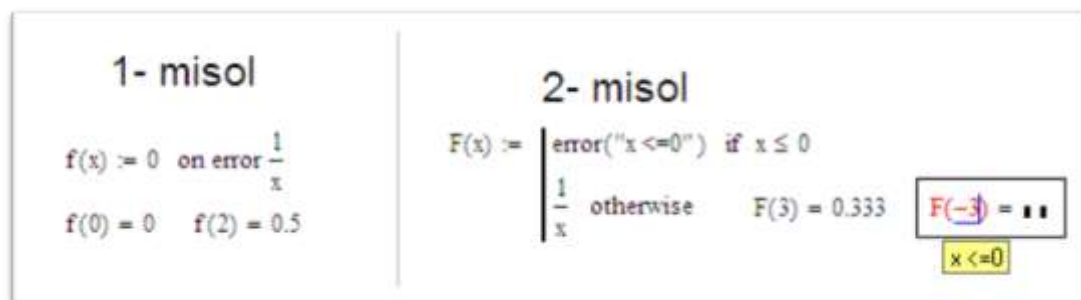 1- misol
f(x) := 0 on error 1/x
f(0) = 0 f(2) = 0.5
2- misol
F(x) := error("x <=0") if x ≤ 0
1/x otherwise F(3) = 0.333 F(−3) = ▪ ▪
x <=0